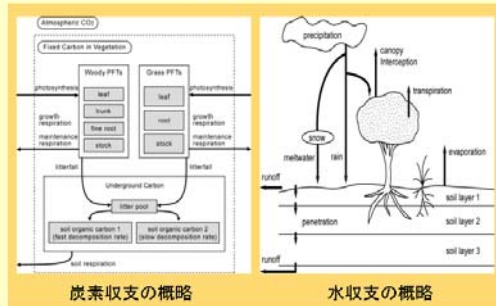 Atmospheric CO2
Fixed Carbon in Vegetation
Woody PFTs
Grass PFTs
photosynthesis
photosynthesis
leaf
leaf
trunk
growth respiration
growth respiration
fine root
root
maintenance respiration
maintenance respiration
stock
stock
litterfall
litterfall
Underground Carbon
litter pool
soil organic carbon 1
(fast decomposition rate)
soil organic carbon 2
(slow decomposition rate)
soil respiration
炭素収支の概略
precipitation
canopy
Interception
transpiration
snow
meltwater
rain
evaporation
runoff
soil layer 1
penetration
soil layer 2
soil layer 3
runoff
水収支の概略